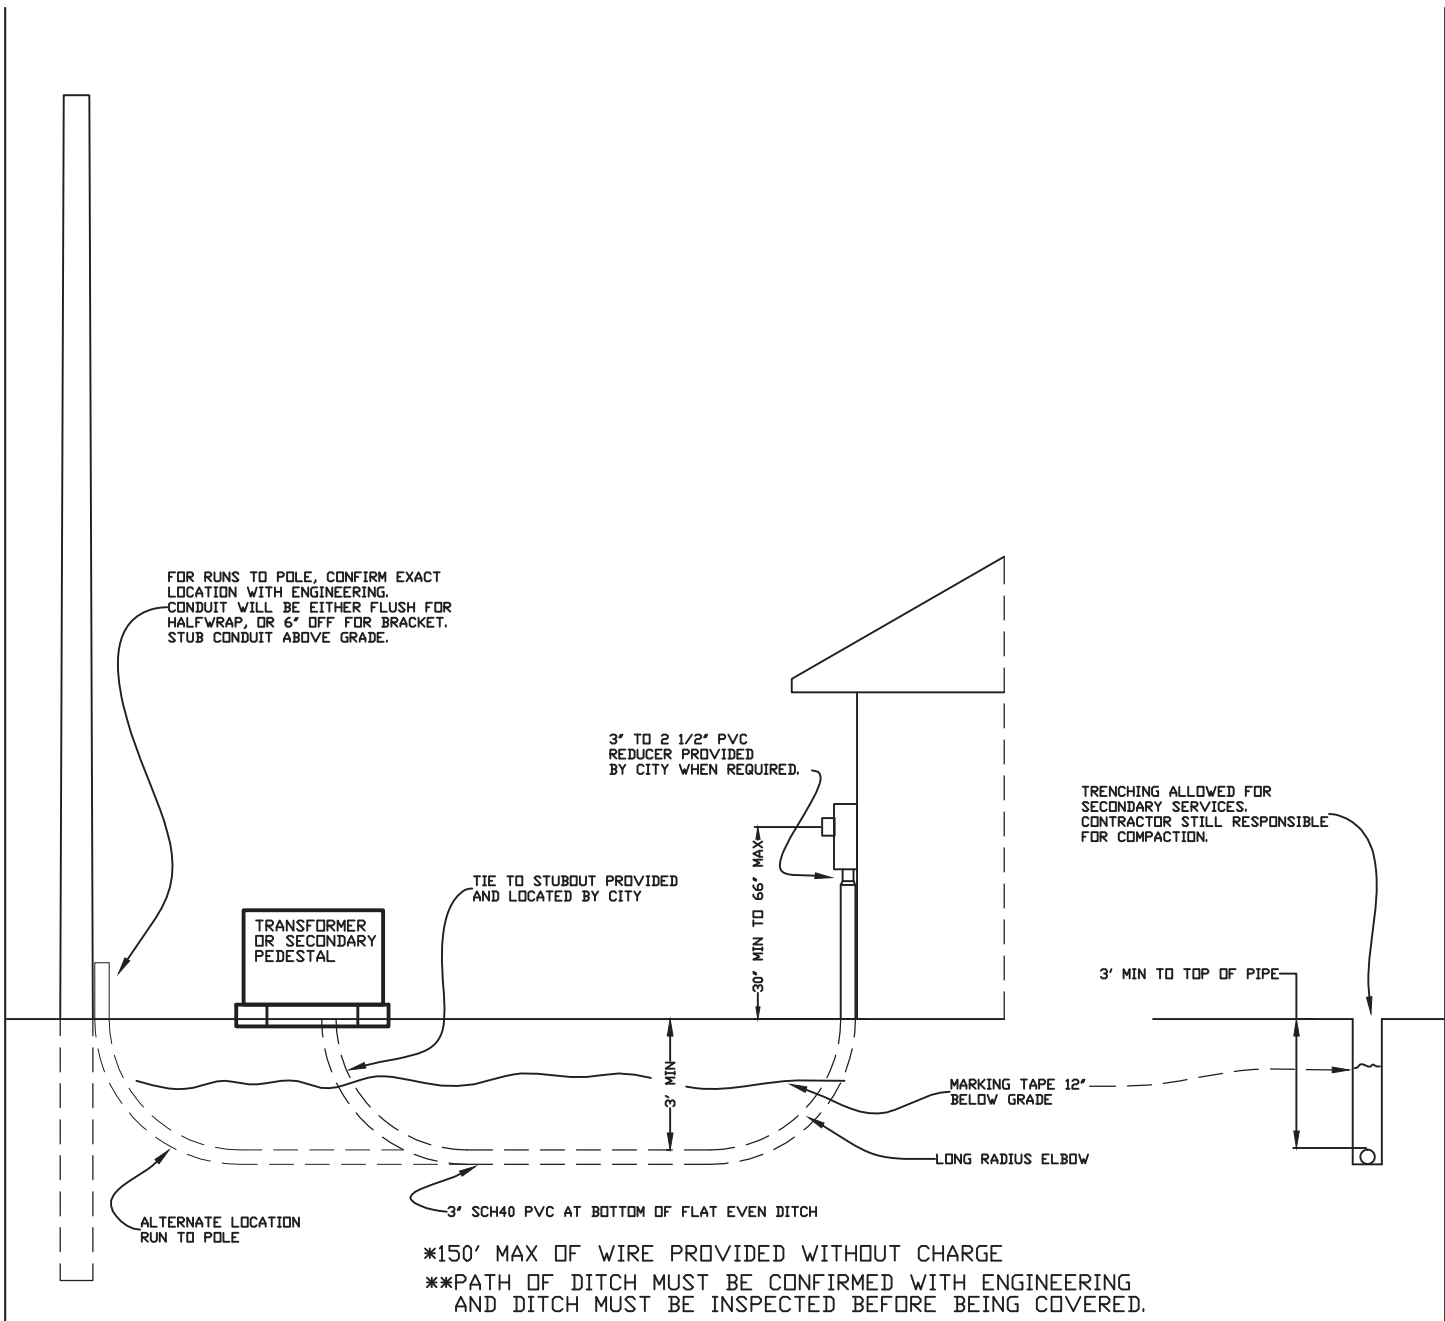 FOR RUNS TO POLE, CONFIRM EXACT
LOCATION WITH ENGINEERING.
CONDUIT WILL BE EITHER FLUSH FOR
HALFWRAP, OR 6" OFF FOR BRACKET.
STUB CONDUIT ABOVE GRADE.
3" TO 2 1/2" PVC
REDUCER PROVIDED
BY CITY WHEN REQUIRED.
TRENCHING ALLOWED FOR
SECONDARY SERVICES.
CONTRACTOR STILL RESPONSIBLE
FOR COMPACTION.
TIE TO STUBOUT PROVIDED
AND LOCATED BY CITY
TRANSFORMER
OR SECONDARY
PEDESTAL
30" MIN TO 66" MAX
3' MIN TO TOP OF PIPE
3' MIN
MARKING TAPE 12"
BELOW GRADE
LONG RADIUS ELBOW
3" SCH40 PVC AT BOTTOM OF FLAT EVEN DITCH
ALTERNATE LOCATION
RUN TO POLE
*150' MAX OF WIRE PROVIDED WITHOUT CHARGE
**PATH OF DITCH MUST BE CONFIRMED WITH ENGINEERING
AND DITCH MUST BE INSPECTED BEFORE BEING COVERED.